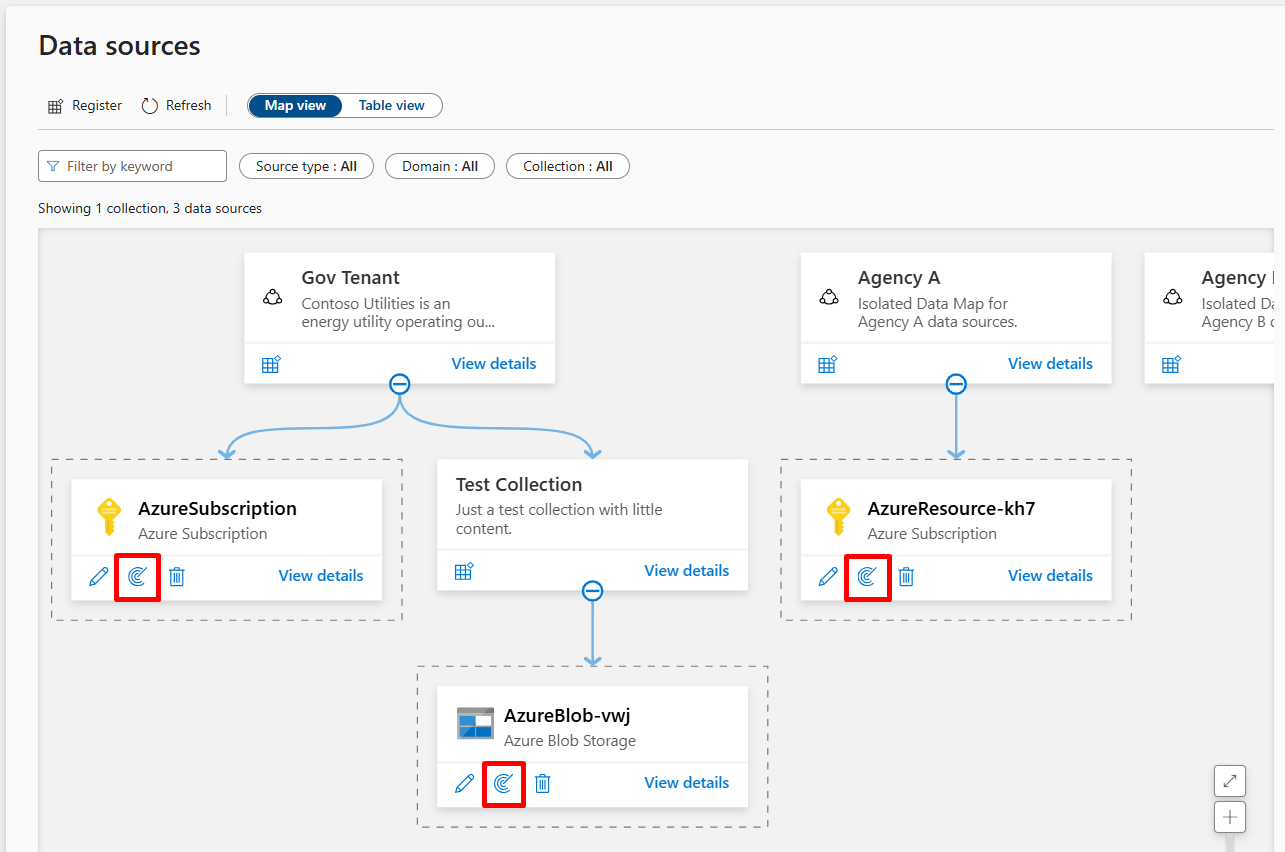 Data sources
Register
Refresh
Map view
Table view
Filter by keyword
Source type : All
Domain : All
Collection : All
Showing 1 collection, 3 data sources
Gov Tenant
Contoso Utilities is an
energy utility operating ou...
View details
Agency A
Isolated Data Map for
Agency A data sources.
View details
Agency
Isolated
Agency B
AzureSubscription
Azure Subscription
View details
Test Collection
Just a test collection with little
content.
View details
AzureResource-kh7
Azure Subscription
View details
AzureBlob-vwj
Azure Blob Storage
View details